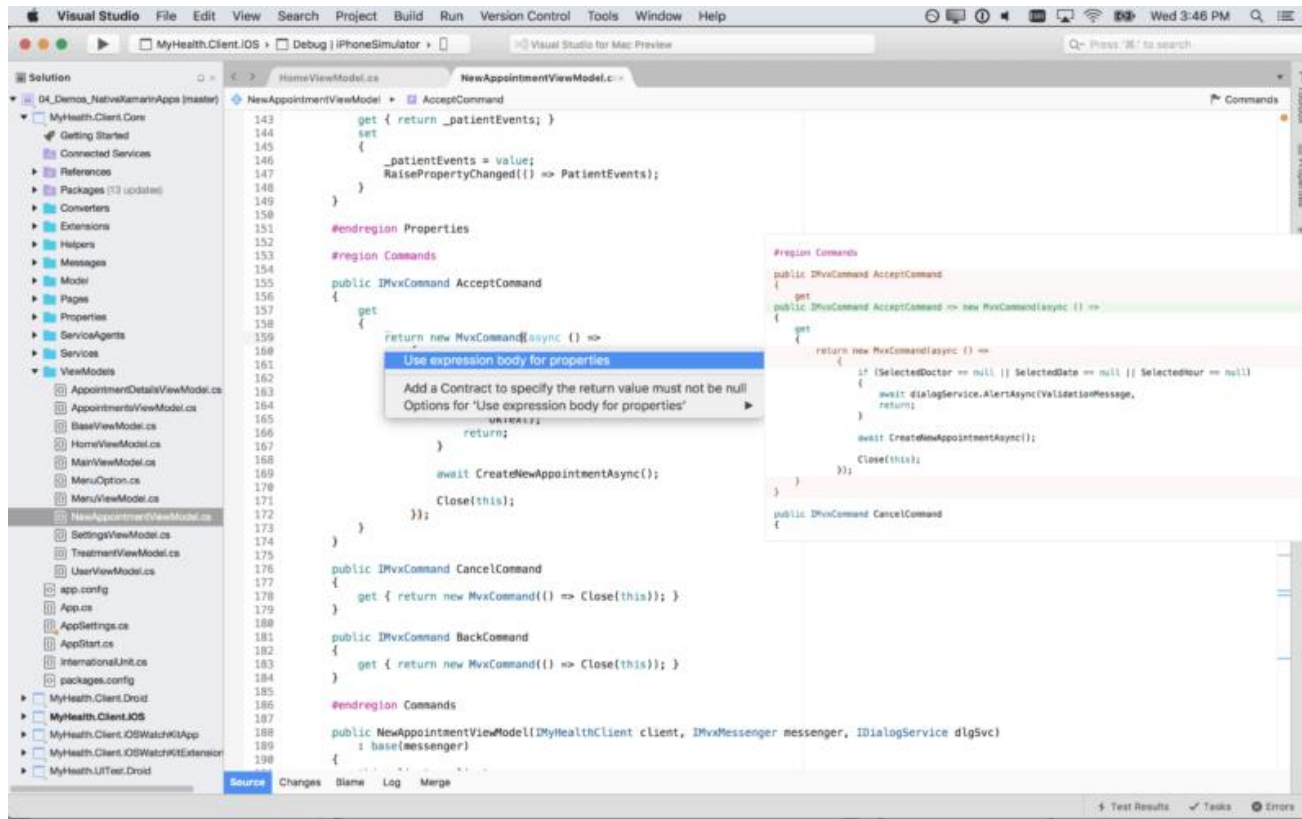 Visual Studio File Edit View Search Project Build Run Version Control Tools Window Help Wed 3:46 PM
MyHealth.Client.iOS › Debug | iPhoneSimulator ›
Visual Studio for Mac Preview
Press '⌘.' to search
Solution
04_Demos_NativeXamarinApps (master)
MyHealth.Client.Core
Getting Started
Connected Services
References
Packages (13 updates)
Converters
Extensions
Helpers
Messages
Model
Pages
Properties
ServiceAgents
Services
ViewModels
AppointmentDetailsViewModel.cs
AppointmentsViewModel.cs
BaseViewModel.cs
HomeViewModel.cs
MainViewModel.cs
MenuOption.cs
MenuViewModel.cs
NewAppointmentViewModel.cs
SettingsViewModel.cs
TreatmentViewModel.cs
UserViewModel.cs
app.config
App.cs
AppSettings.cs
AppStart.cs
InternationalUnit.cs
packages.config
MyHealth.Client.Droid
MyHealth.Client.iOS
MyHealth.Client.iOSWatchKitApp
MyHealth.Client.iOSWatchKitExtension
MyHealth.UITest.Droid
HomeViewModel.cs NewAppointmentViewModel.c
NewAppointmentViewModel ▸ AcceptCommand
Commands
143 get { return _patientEvents; }
144 set
145 {
146 _patientEvents = value;
147 RaisePropertyChanged(() => PatientEvents);
148 }
149 }
150
151 #endregion Properties
152
153 #region Commands
154
155 public IMvxCommand AcceptCommand
156 {
157 get
158 {
159 return new MvxCommand(async () =>
160
161
162
163
164
165 OkText);
166 return;
167 }
168
169 await CreateNewAppointmentAsync();
170
171 Close(this);
172 });
173 }
174 }
175
176 public IMvxCommand CancelCommand
177 {
178 get { return new MvxCommand(() => Close(this)); }
179 }
180
181 public IMvxCommand BackCommand
182 {
183 get { return new MvxCommand(() => Close(this)); }
184 }
185
186 #endregion Commands
187
188 public NewAppointmentViewModel(IMyHealthClient client, IMvxMessenger messenger, IDialogService dlgSvc)
189 : base(messenger)
190 {
Use expression body for properties
Add a Contract to specify the return value must not be null
Options for 'Use expression body for properties'
#region Commands
public IMvxCommand AcceptCommand
{
get
public IMvxCommand AcceptCommand => new MvxCommand(async () =>
{
get
{
return new MvxCommand(async () =>
{
if (SelectedDoctor == null || SelectedDate == null || SelectedHour == null)
{
await dialogService.AlertAsync(ValidationMessage,
return;
}
await CreateNewAppointmentAsync();
Close(this);
});
}
}
public IMvxCommand CancelCommand
{
Source Changes Blame Log Merge
Test Results Tasks Errors